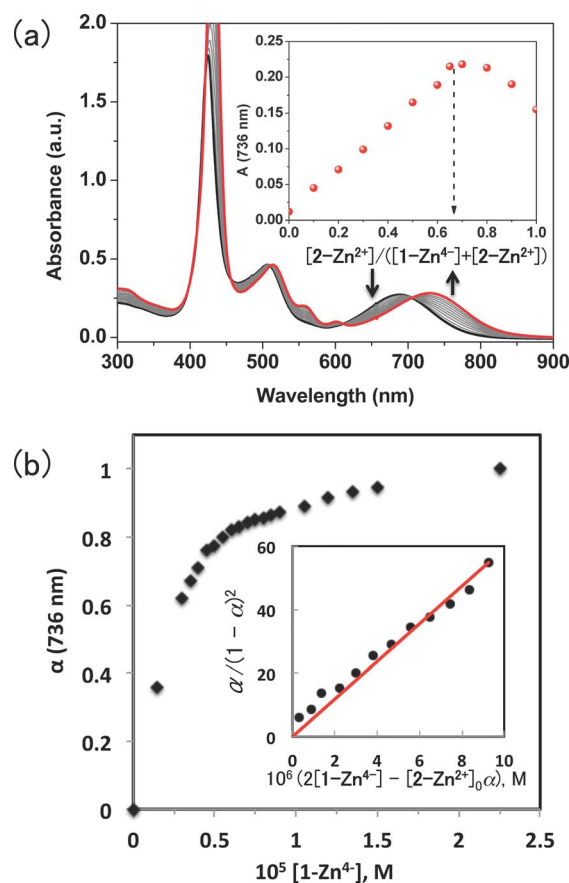 (a)
2.0
1.5
1.0
0.5
0.0
Absorbance (a.u.)
300 400 500 600 700 800 900
Wavelength (nm)
0.25
0.20
0.15
0.10
0.05
0.00
A (736 nm)
0.0 0.2 0.4 0.6 0.8 1.0
[2−Zn²⁺]/([1−Zn⁴⁻]+[2−Zn²⁺])
(b)
1
0.8
0.6
0.4
0.2
0
α (736 nm)
0 0.5 1 1.5 2 2.5
10⁵ [1-Zn⁴⁻], M
60
40
20
0
α/(1 − α)²
0 2 4 6 8 10
10⁶ (2[1−Zn⁴⁻] − [2−Zn²⁺]₀α), M